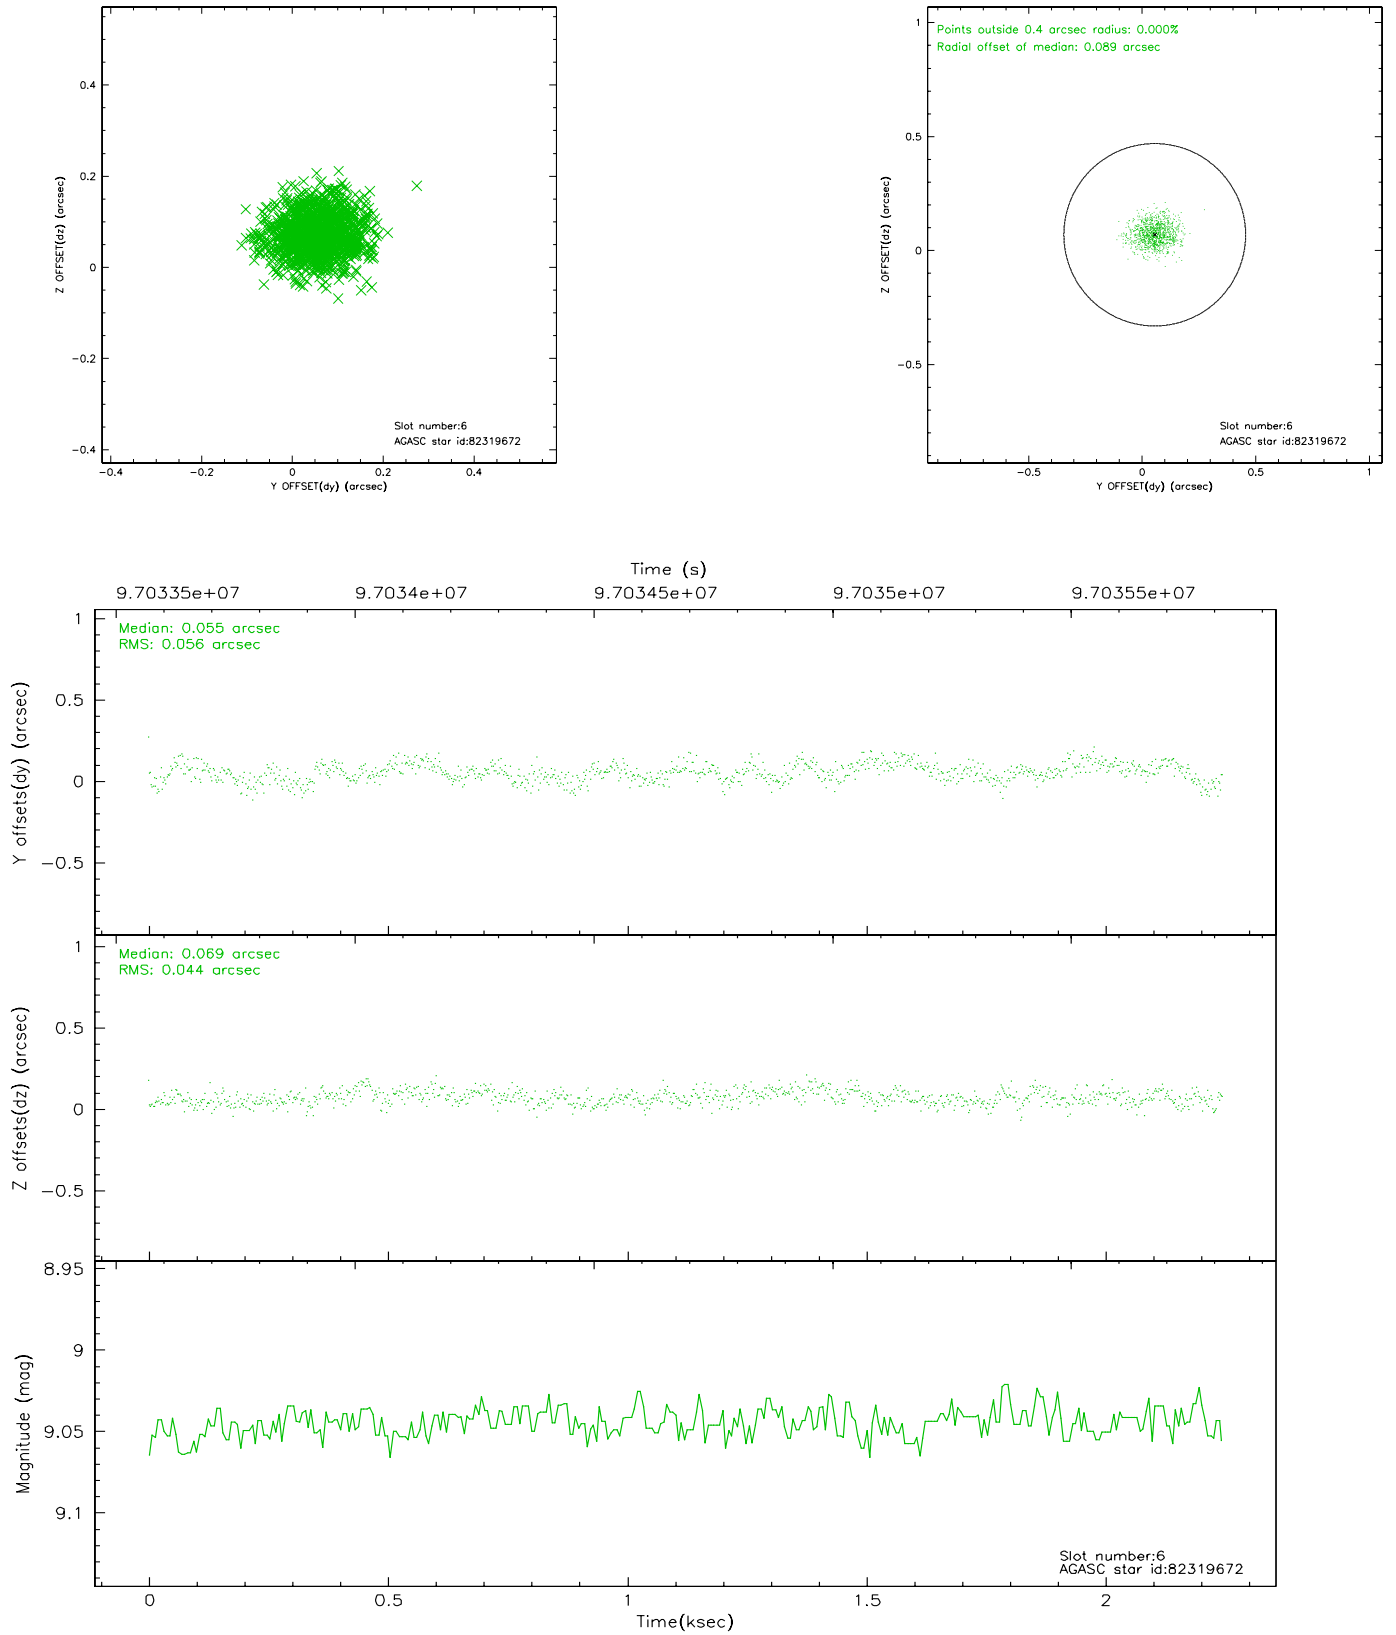 0.4
0.2
0
−0.2
−0.4
Z OFFSET(dz) (arcsec)
Slot number:6
AGASC star id:82319672
−0.4 −0.2 0 0.2 0.4
Y OFFSET(dy) (arcsec)
Points outside 0.4 arcsec radius: 0.000%
Radial offset of median: 0.089 arcsec
1
0.5
0
−0.5
Z OFFSET(dz) (arcsec)
Slot number:6
AGASC star id:82319672
−0.5 0 0.5 1
Y OFFSET(dy) (arcsec)
Time (s)
9.70335e+07 9.7034e+07 9.70345e+07 9.7035e+07 9.70355e+07
Median: 0.055 arcsec
RMS: 0.056 arcsec
1
0.5
0
−0.5
Y offsets(dy) (arcsec)
Median: 0.069 arcsec
RMS: 0.044 arcsec
1
0.5
0
−0.5
Z offsets(dz) (arcsec)
8.95
9
9.05
9.1
Magnitude (mag)
Slot number:6
AGASC star id:82319672
0 0.5 1 1.5 2
Time(ksec)